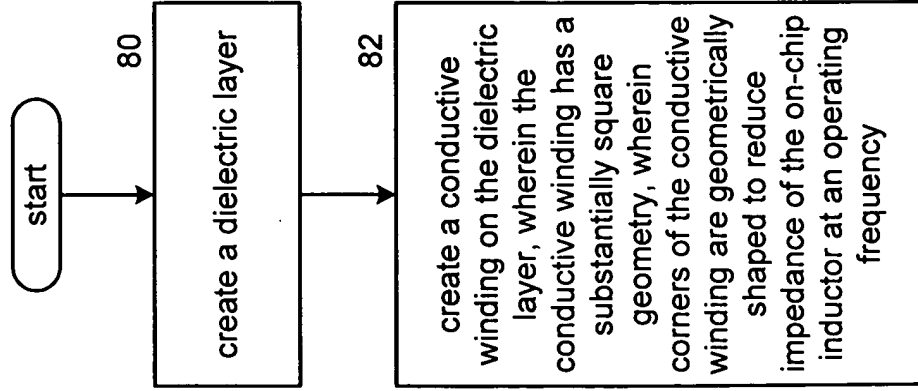 start
80
create a dielectric layer
82
create a conductive
winding on the dielectric
layer, wherein the
conductive winding has a
substantially square
geometry, wherein
corners of the conductive
winding are geometrically
shaped to reduce
impedance of the on-chip
inductor at an operating
frequency